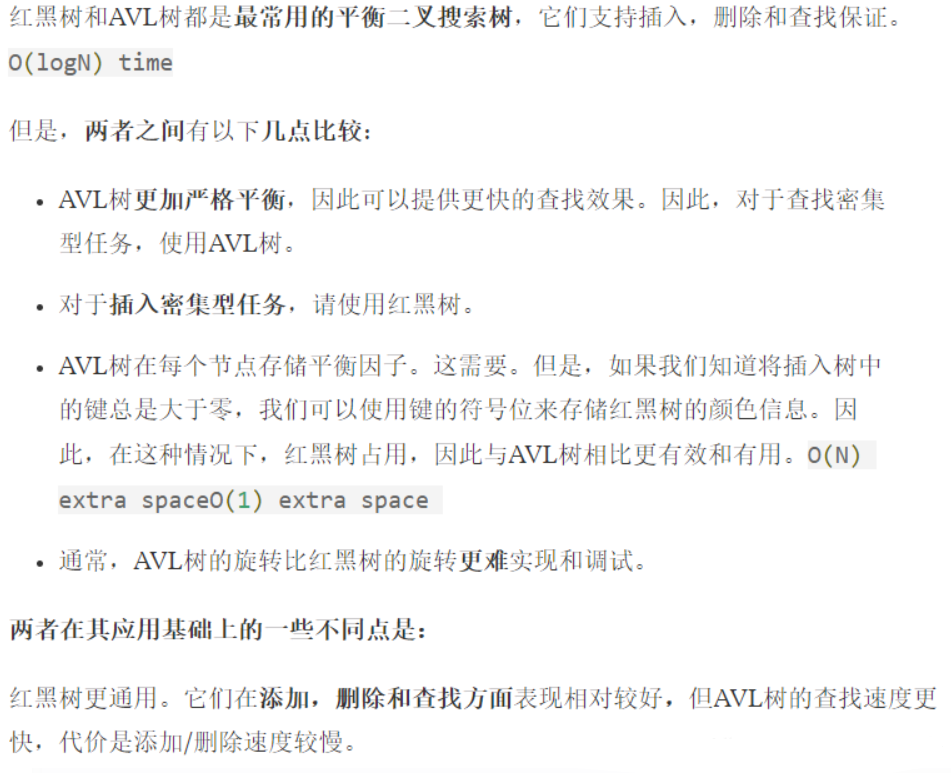 红黑树和AVL树都是最常用的平衡二叉搜索树，它们支持插入，删除和查找保证。
O(logN) time
但是，两者之间有以下几点比较：
• AVL树更加严格平衡，因此可以提供更快的查找效果。因此，对于查找密集
型任务，使用AVL树。
• 对于插入密集型任务，请使用红黑树。
• AVL树在每个节点存储平衡因子。这需要。但是，如果我们知道将插入树中
的键总是大于零，我们可以使用键的符号位来存储红黑树的颜色信息。因
此，在这种情况下，红黑树占用，因此与AVL树相比更有效和有用。O(N)
extra spaceO(1) extra space
• 通常，AVL树的旋转比红黑树的旋转更难实现和调试。
两者在其应用基础上的一些不同点是：
红黑树更通用。它们在添加，删除和查找方面表现相对较好，但AVL树的查找速度更
快，代价是添加/删除速度较慢。